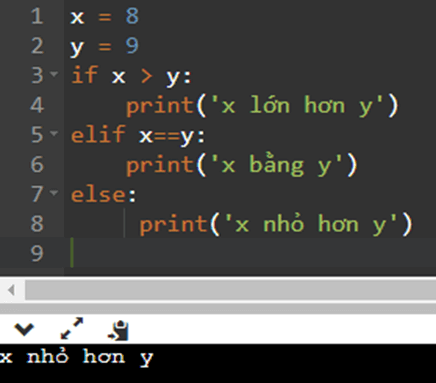 1 x = 8
2 y = 9
3 if x > y:
4     print('x lớn hơn y')
5 elif x==y:
6     print('x bằng y')
7 else:
8      print('x nhỏ hơn y')
9
x nhỏ hơn y